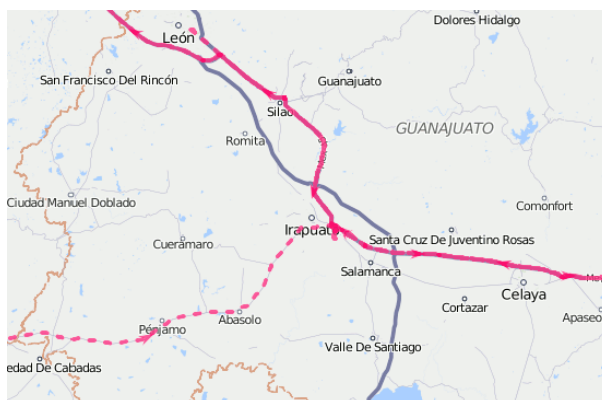 Dolores Hidalgo
León
San Francisco Del Rincón
Guanajuato
Silao
GUANAJUATO
Romita
Ciudad Manuel Doblado
Comonfort
Irapuato
Santa Cruz De Juventino Rosas
Cuerámaro
Salamanca
Celaya
Cortazar
Apaseo
Abasolo
Pénjamo
Valle De Santiago
edad De Cabadas